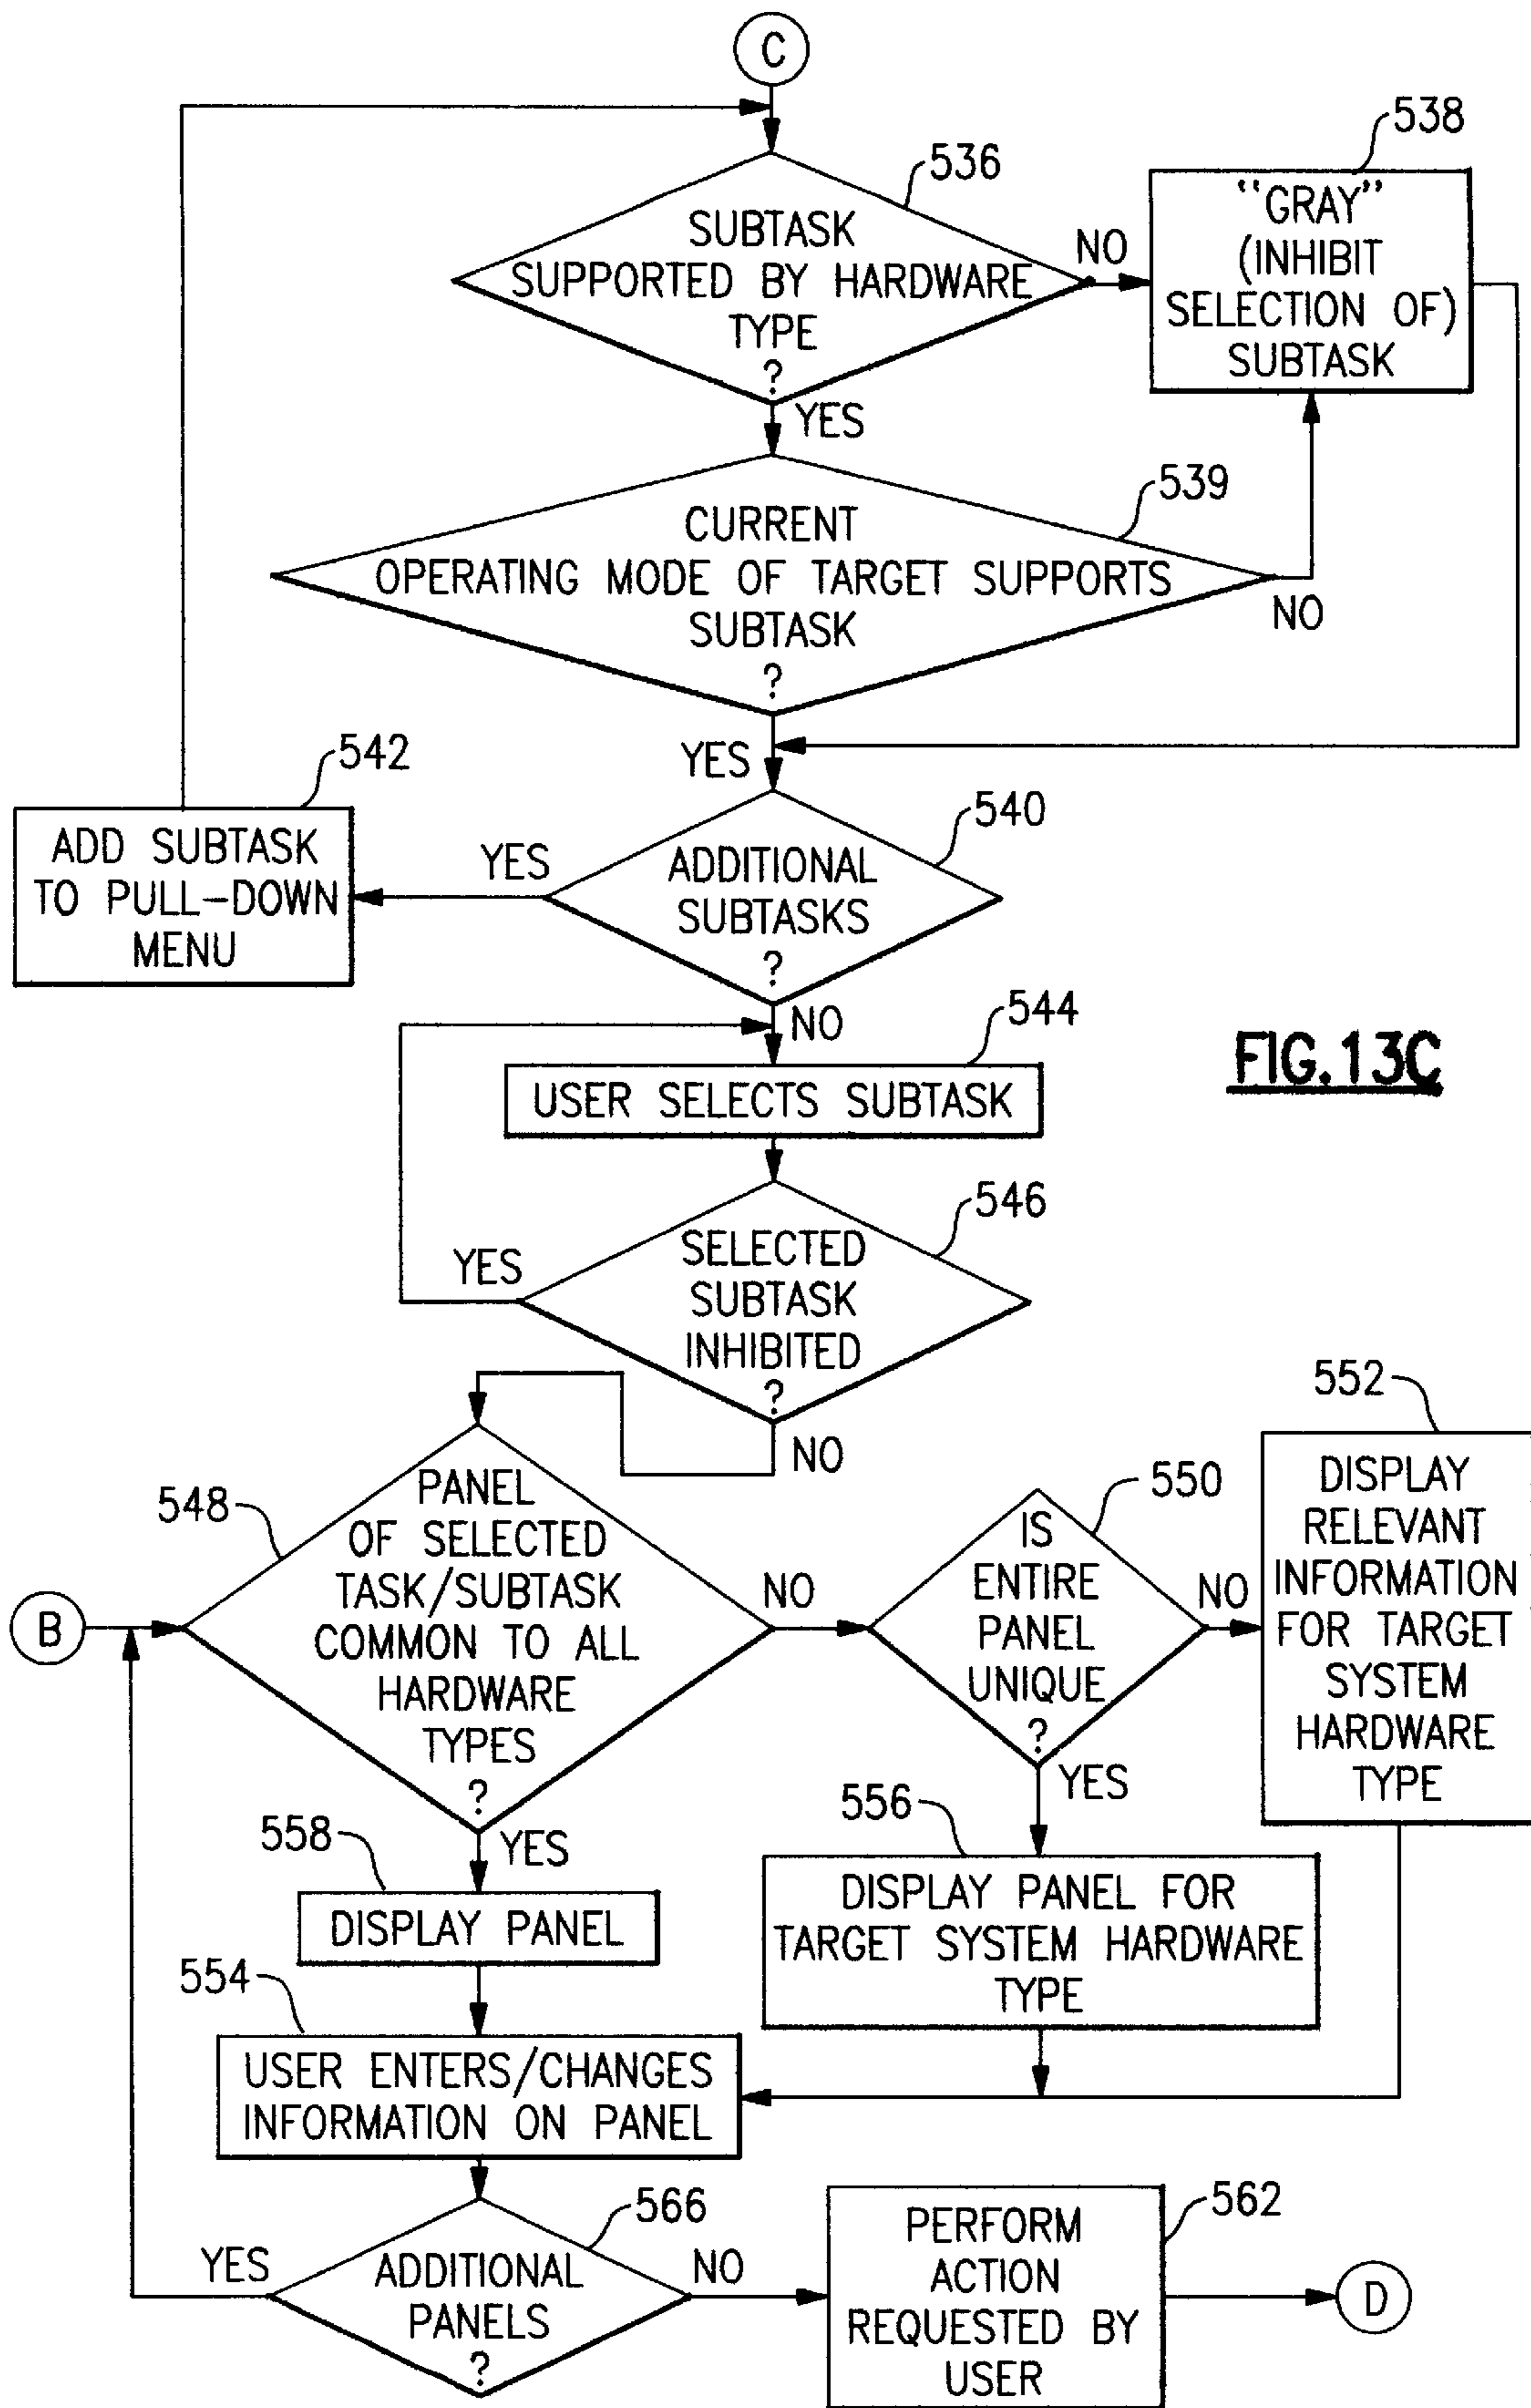 C
536
SUBTASK
SUPPORTED BY HARDWARE
TYPE
?
NO
YES
538
"GRAY"
(INHIBIT
SELECTION OF)
SUBTASK
539
CURRENT
OPERATING MODE OF TARGET SUPPORTS
SUBTASK
?
NO
YES
542
ADD SUBTASK
TO PULL-DOWN
MENU
YES
540
ADDITIONAL
SUBTASKS
?
NO
544
USER SELECTS SUBTASK
FIG.13C
546
YES
SELECTED
SUBTASK
INHIBITED
?
NO
548
PANEL
OF SELECTED
TASK/SUBTASK
COMMON TO ALL
HARDWARE
TYPES
?
B
NO
YES
550
IS
ENTIRE
PANEL
UNIQUE
?
NO
YES
552
DISPLAY
RELEVANT
INFORMATION
FOR TARGET
SYSTEM
HARDWARE
TYPE
558
DISPLAY PANEL
556
DISPLAY PANEL FOR
TARGET SYSTEM HARDWARE
TYPE
554
USER ENTERS/CHANGES
INFORMATION ON PANEL
566
YES
ADDITIONAL
PANELS
?
NO
562
PERFORM
ACTION
REQUESTED BY
USER
D